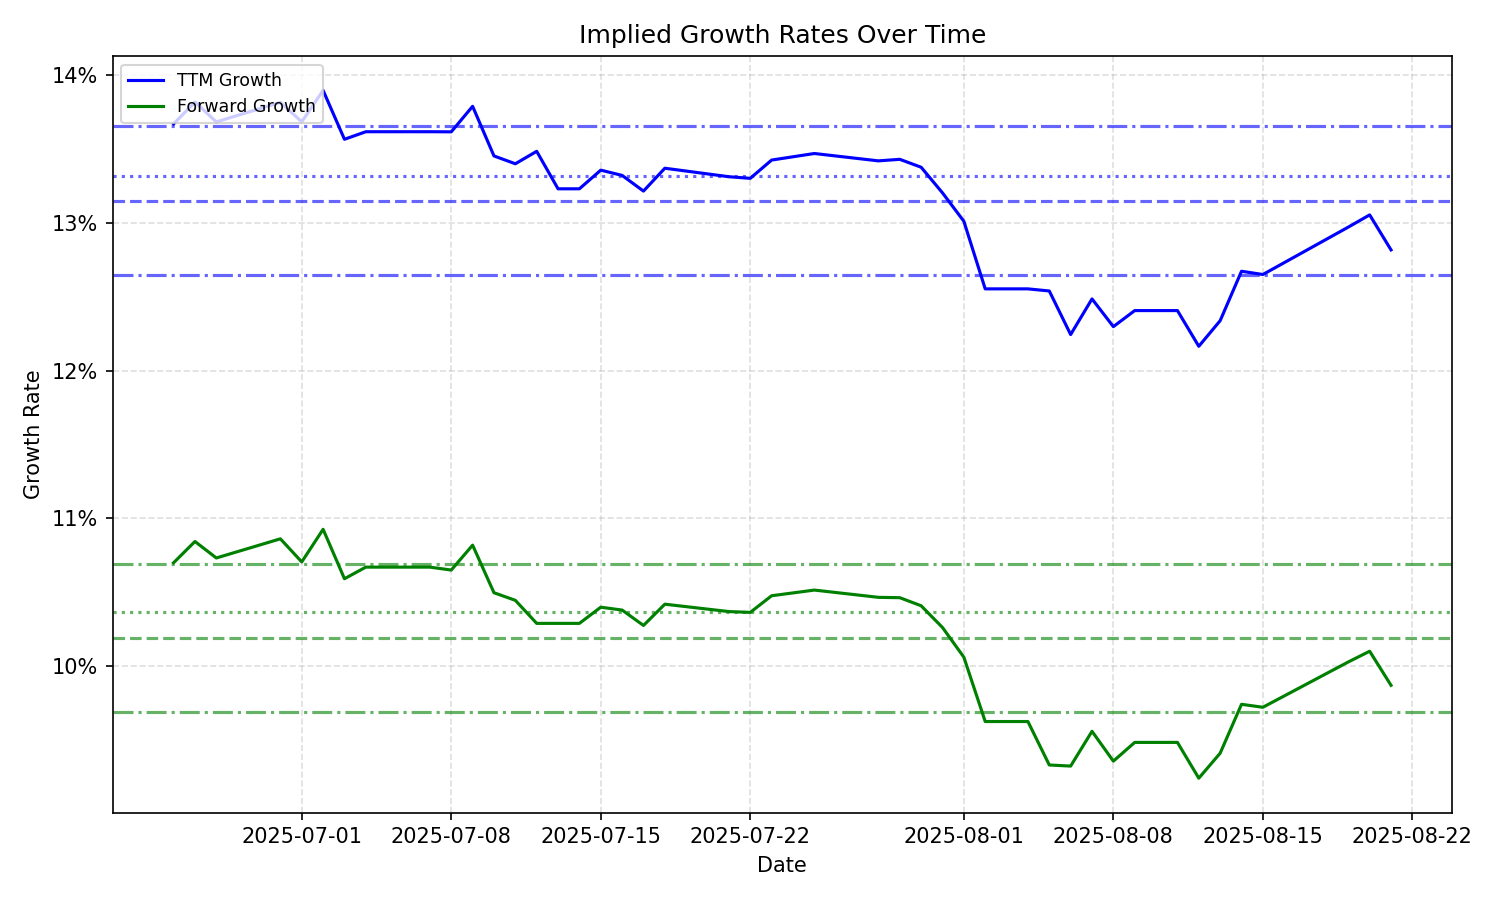 Implied Growth Rates Over Time
TTM Growth
Forward Growth
Growth Rate
14%
13%
12%
11%
10%
2025-07-01 2025-07-08 2025-07-15 2025-07-22 2025-08-01 2025-08-08 2025-08-15 2025-08-22
Date